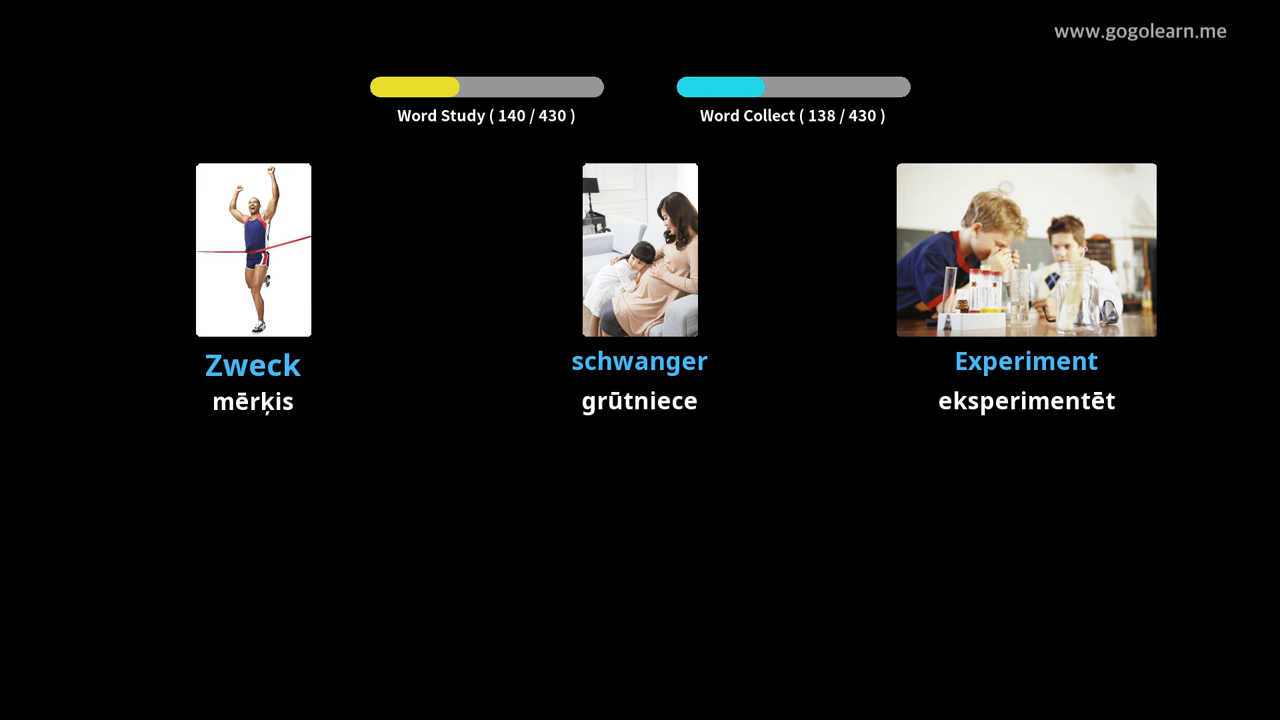 www.gogolearn.me
Word Study ( 140 / 430 )
Word Collect ( 138 / 430 )
Zweck
mērķis
schwanger
grūtniece
Experiment
eksperimentēt